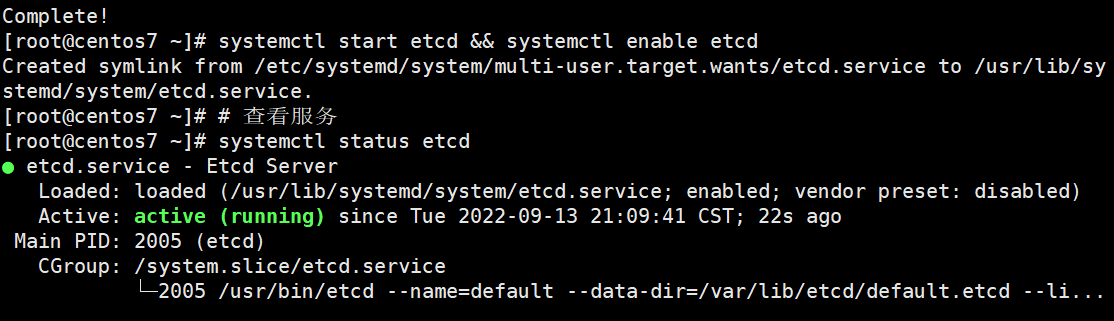 Complete!
[root@centos7 ~]# systemctl start etcd && systemctl enable etcd
Created symlink from /etc/systemd/system/multi-user.target.wants/etcd.service to /usr/lib/sy
stemd/system/etcd.service.
[root@centos7 ~]# # 查看服务
[root@centos7 ~]# systemctl status etcd
● etcd.service - Etcd Server
   Loaded: loaded (/usr/lib/systemd/system/etcd.service; enabled; vendor preset: disabled)
   Active: active (running) since Tue 2022-09-13 21:09:41 CST; 22s ago
 Main PID: 2005 (etcd)
   CGroup: /system.slice/etcd.service
           └─2005 /usr/bin/etcd --name=default --data-dir=/var/lib/etcd/default.etcd --li...